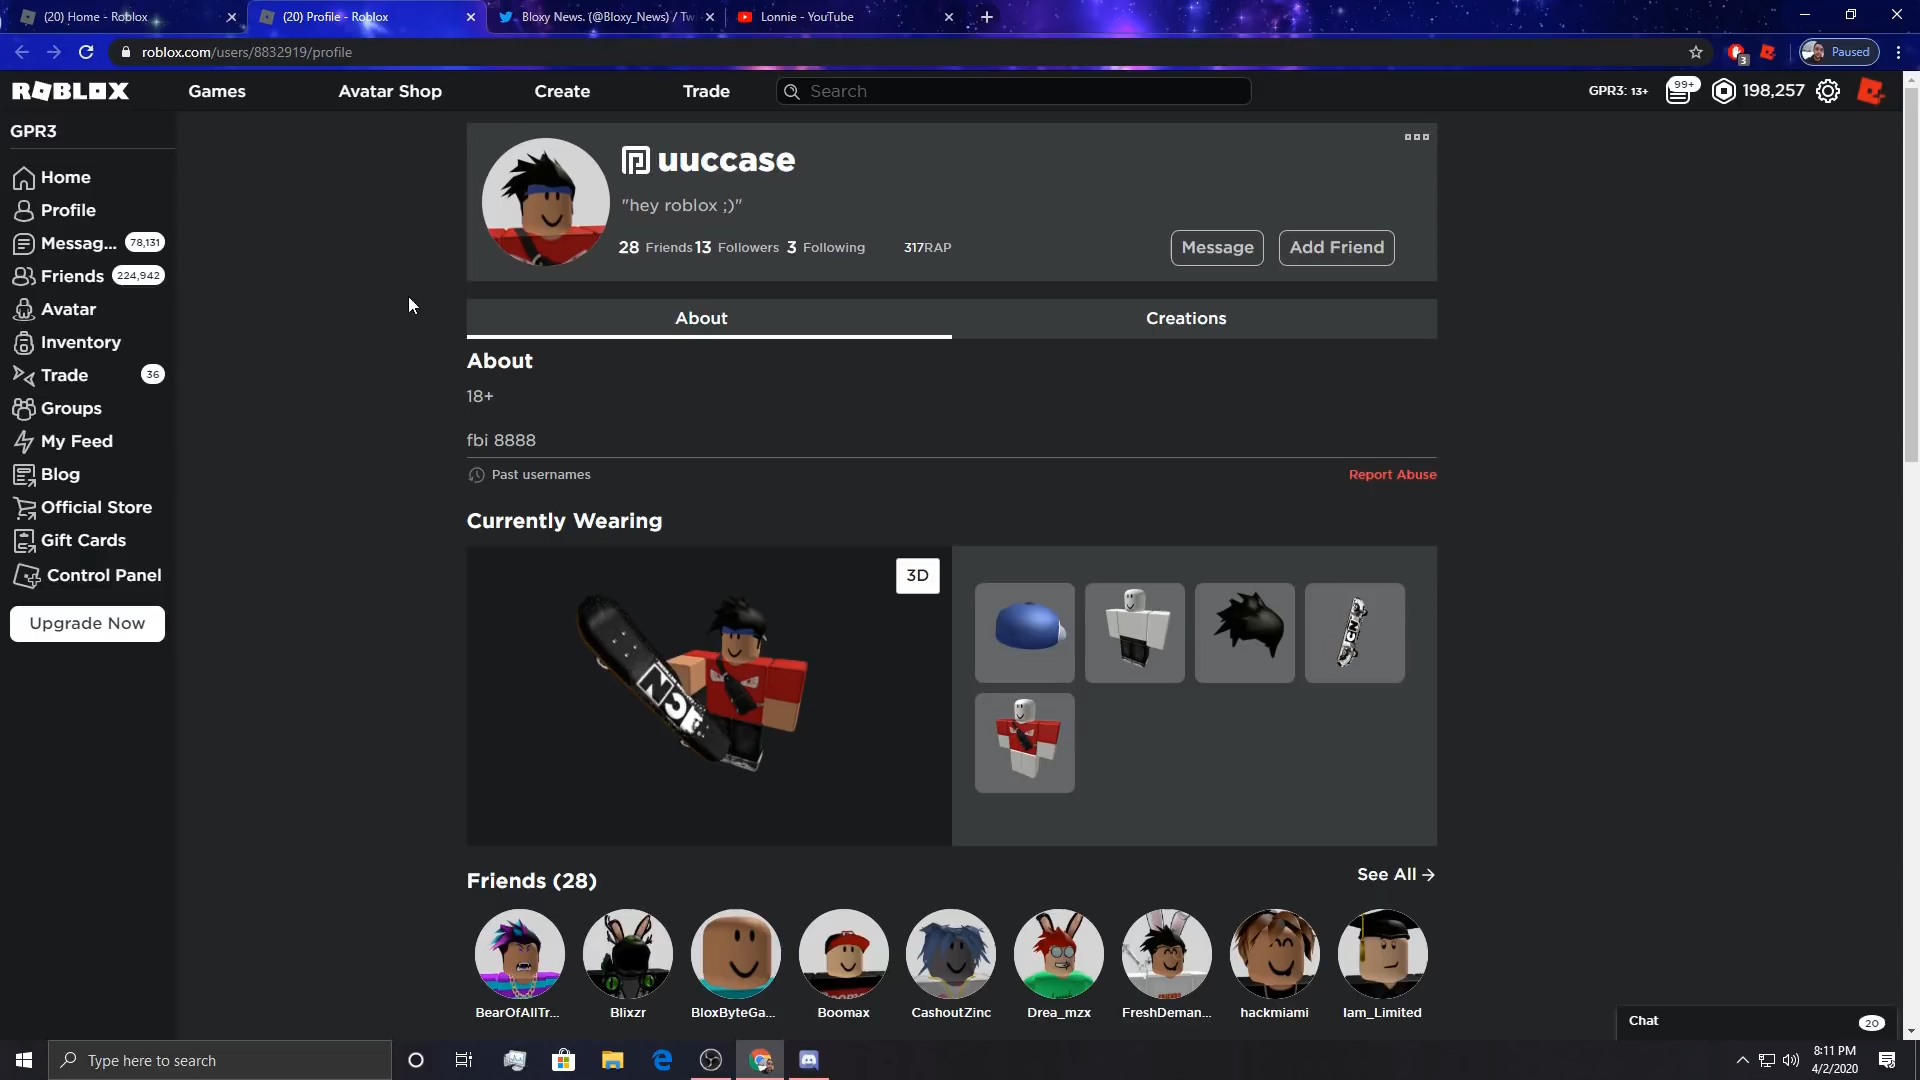 (20) Home - Roblox
(20) Profile - Roblox
Bloxy News. (@Bloxy_News) / Tw
Lonnie - YouTube
roblox.com/users/8832919/profile
3
Paused
ROBLOX
Games
Avatar Shop
Create
Trade
Search
GPR3: 13+
99+
198,257
GPR3
Home
Profile
Messag... 78,131
Friends 224,942
Avatar
Inventory
Trade 36
Groups
My Feed
Blog
Official Store
Gift Cards
Control Panel
Upgrade Now
uuccase
"hey roblox ;)"
28 Friends 13 Followers 3 Following 317RAP
Message
Add Friend
About
Creations
About
18+
fbi 8888
Past usernames
Report Abuse
Currently Wearing
3D
Friends (28)
See All
BearOfAllTr...
Blixzr
BloxByteGa...
Boomax
CashoutZinc
Drea_mzx
FreshDeman...
hackmiami
Iam_Limited
Chat
20
Type here to search
8:11 PM
4/2/2020